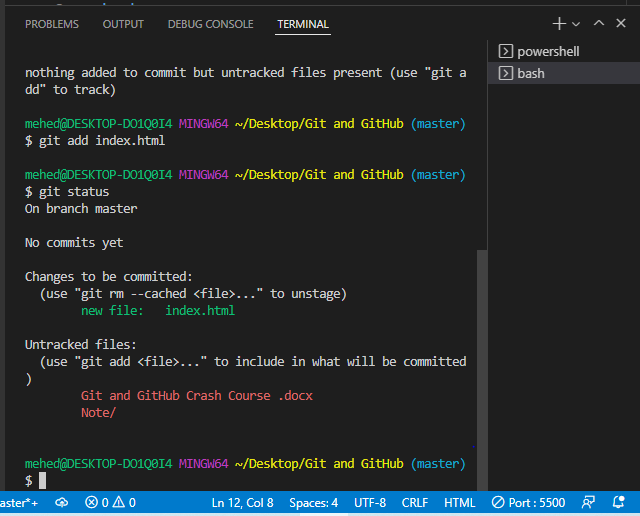 PROBLEMS OUTPUT DEBUG CONSOLE TERMINAL
powershell
bash
nothing added to commit but untracked files present (use "git a
dd" to track)
mehed@DESKTOP-DO1Q0I4 MINGW64 ~/Desktop/Git and GitHub (master)
$ git add index.html
mehed@DESKTOP-DO1Q0I4 MINGW64 ~/Desktop/Git and GitHub (master)
$ git status
On branch master
No commits yet
Changes to be committed:
(use "git rm --cached <file>..." to unstage)
new file: index.html
Untracked files:
(use "git add <file>..." to include in what will be committed
)
Git and GitHub Crash Course .docx
Note/
mehed@DESKTOP-DO1Q0I4 MINGW64 ~/Desktop/Git and GitHub (master)
$
aster*+ 0 0 Ln 12, Col 8 Spaces: 4 UTF-8 CRLF HTML Port : 5500